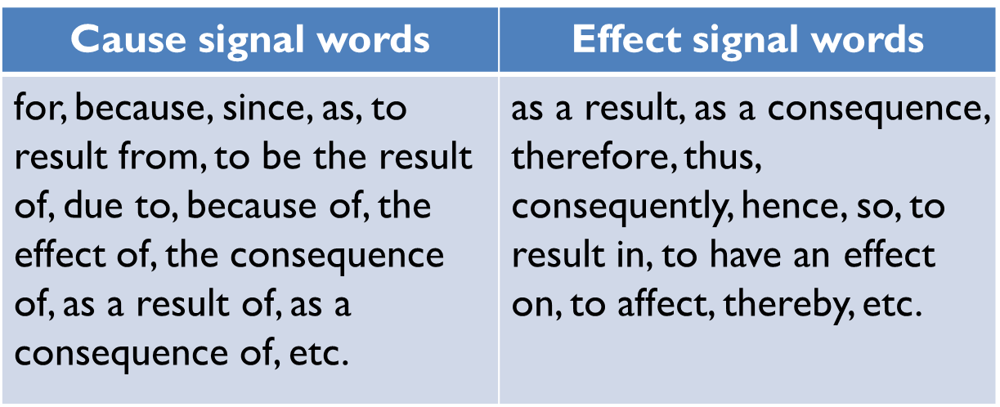 Cause signal words
Effect signal words
for, because, since, as, to
result from, to be the result
of, due to, because of, the
effect of, the consequence
of, as a result of, as a
consequence of, etc.
as a result, as a consequence,
therefore, thus,
consequently, hence, so, to
result in, to have an effect
on, to affect, thereby, etc.